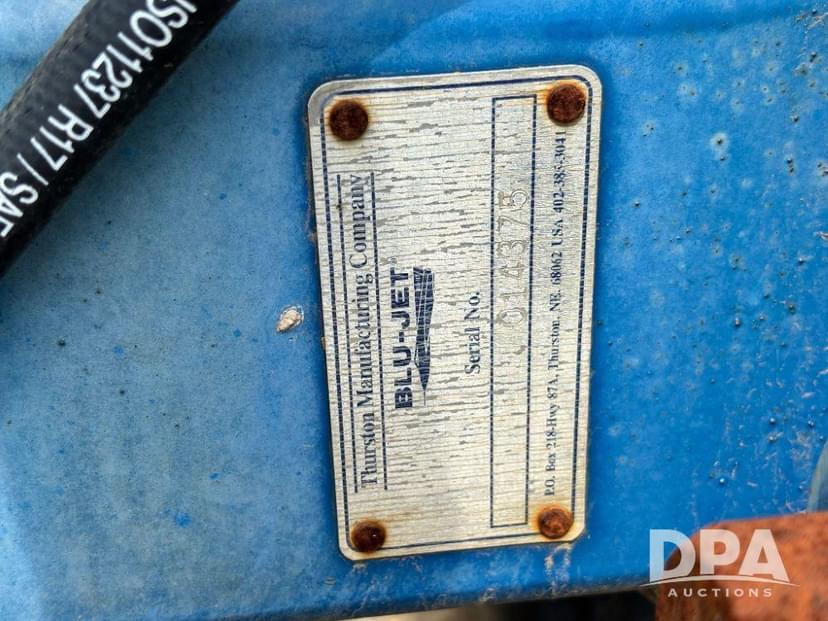 ISO11237 R17 / SAE
Thurston Manufacturing Company
BLU-JET
Serial No.
014375
P.O. Box 218-Hwy 87A, Thurston, NE. 68062 USA 402-385-3041
DPA
AUCTIONS